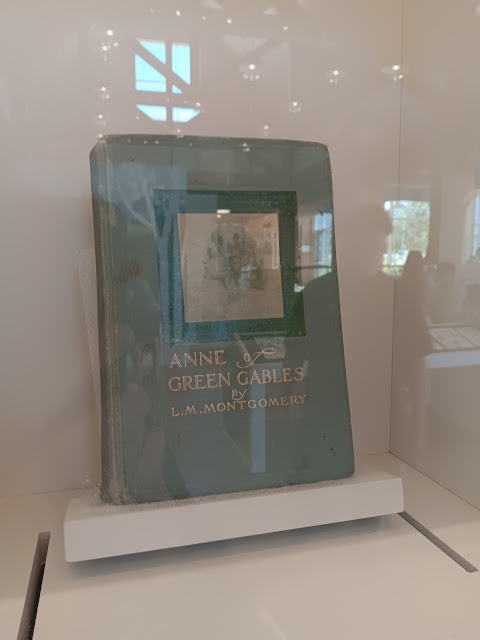 ANNE of
GREEN GABLES
By
L.M. MONTGOMERY